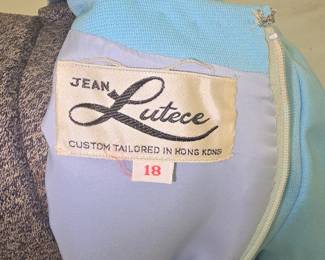 JEAN
Lutece
CUSTOM TAILORED IN HONG KONG
18